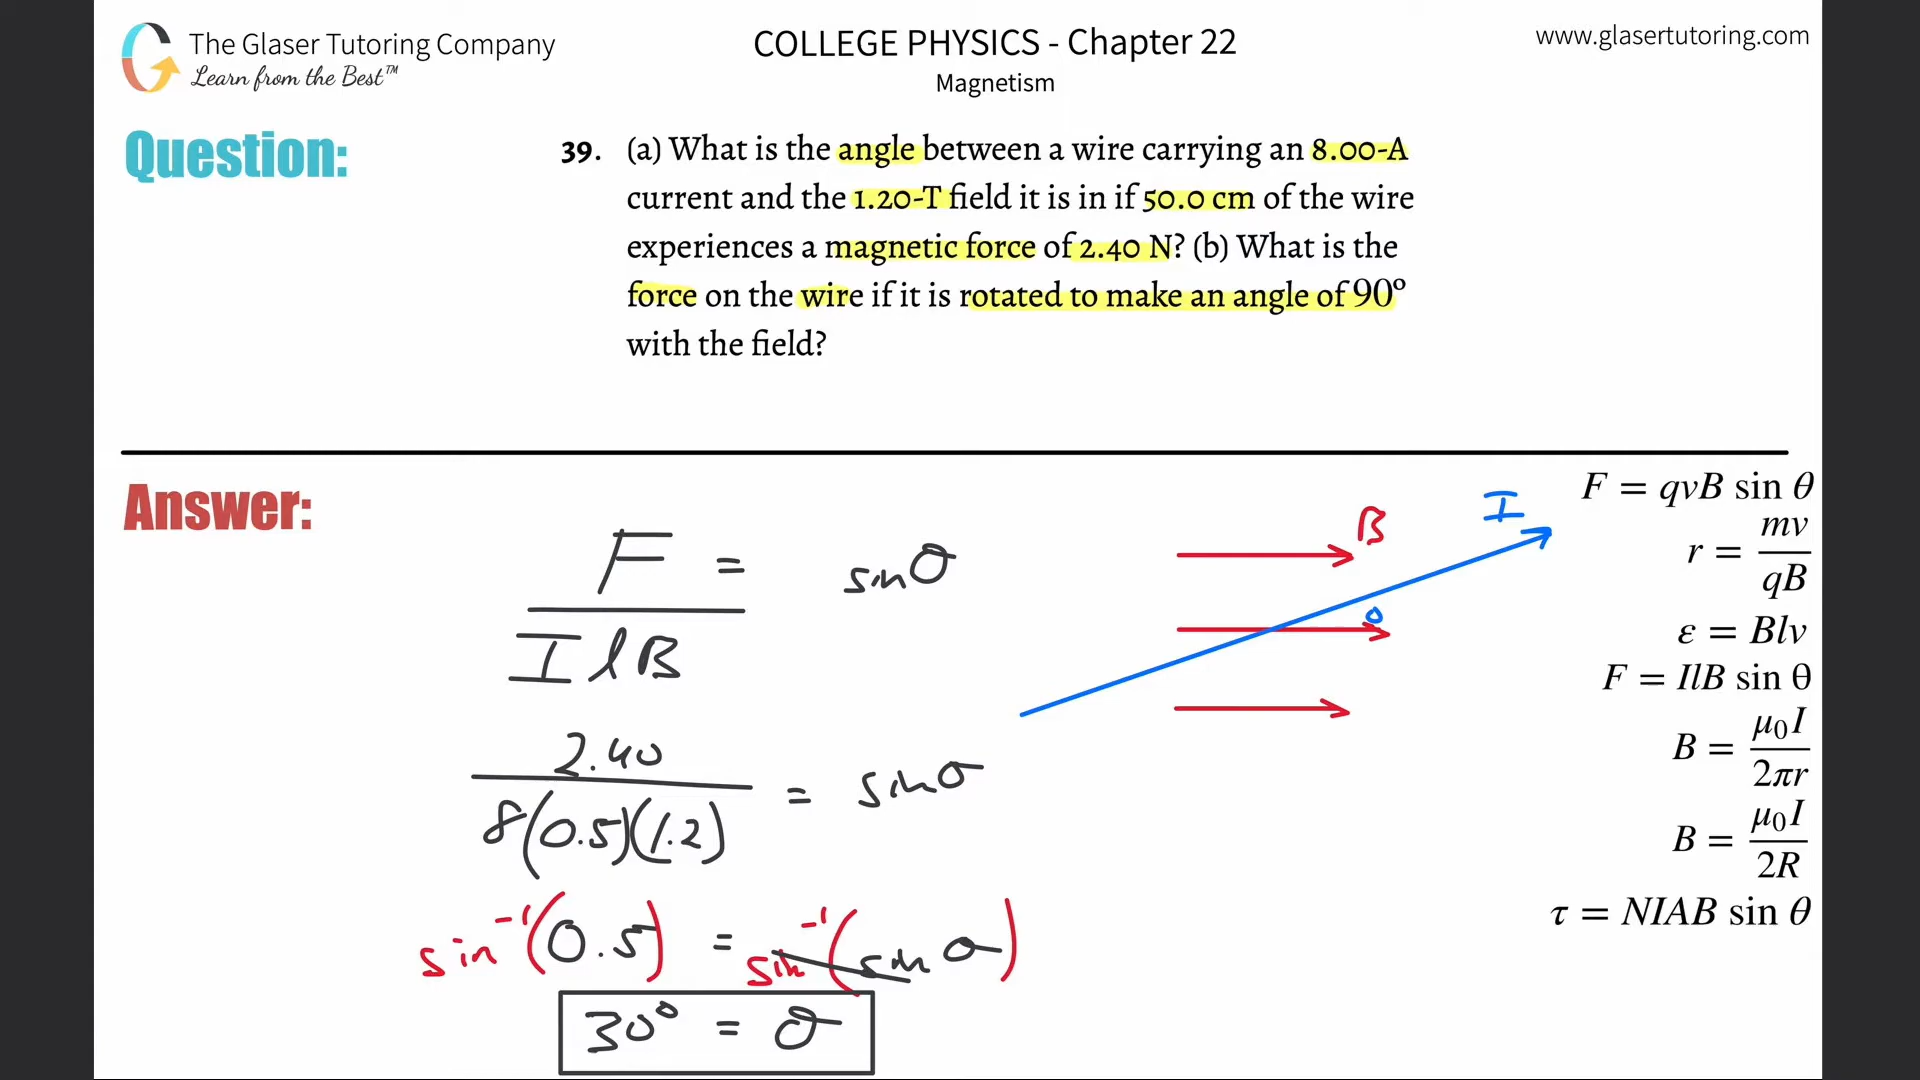 The Glaser Tutoring Company
Learn from the Best™
COLLEGE PHYSICS - Chapter 22
Magnetism
www.glasertutoring.com
Question:
39. (a) What is the angle between a wire carrying an 8.00-A
current and the 1.20-T field it is in if 50.0 cm of the wire
experiences a magnetic force of 2.40 N? (b) What is the
force on the wire if it is rotated to make an angle of 90º
with the field?
Answer:
F / IlB = sin θ
2.40 / 8(0.5)(1.2) = sin θ
sin⁻¹(0.5) = sin⁻¹(sin θ)
30° = θ
B
I
θ
F = qvB sin θ
r = mv / qB
ε = Blv
F = IlB sin θ
B = μ₀I / 2πr
B = μ₀I / 2R
τ = NIAB sin θ